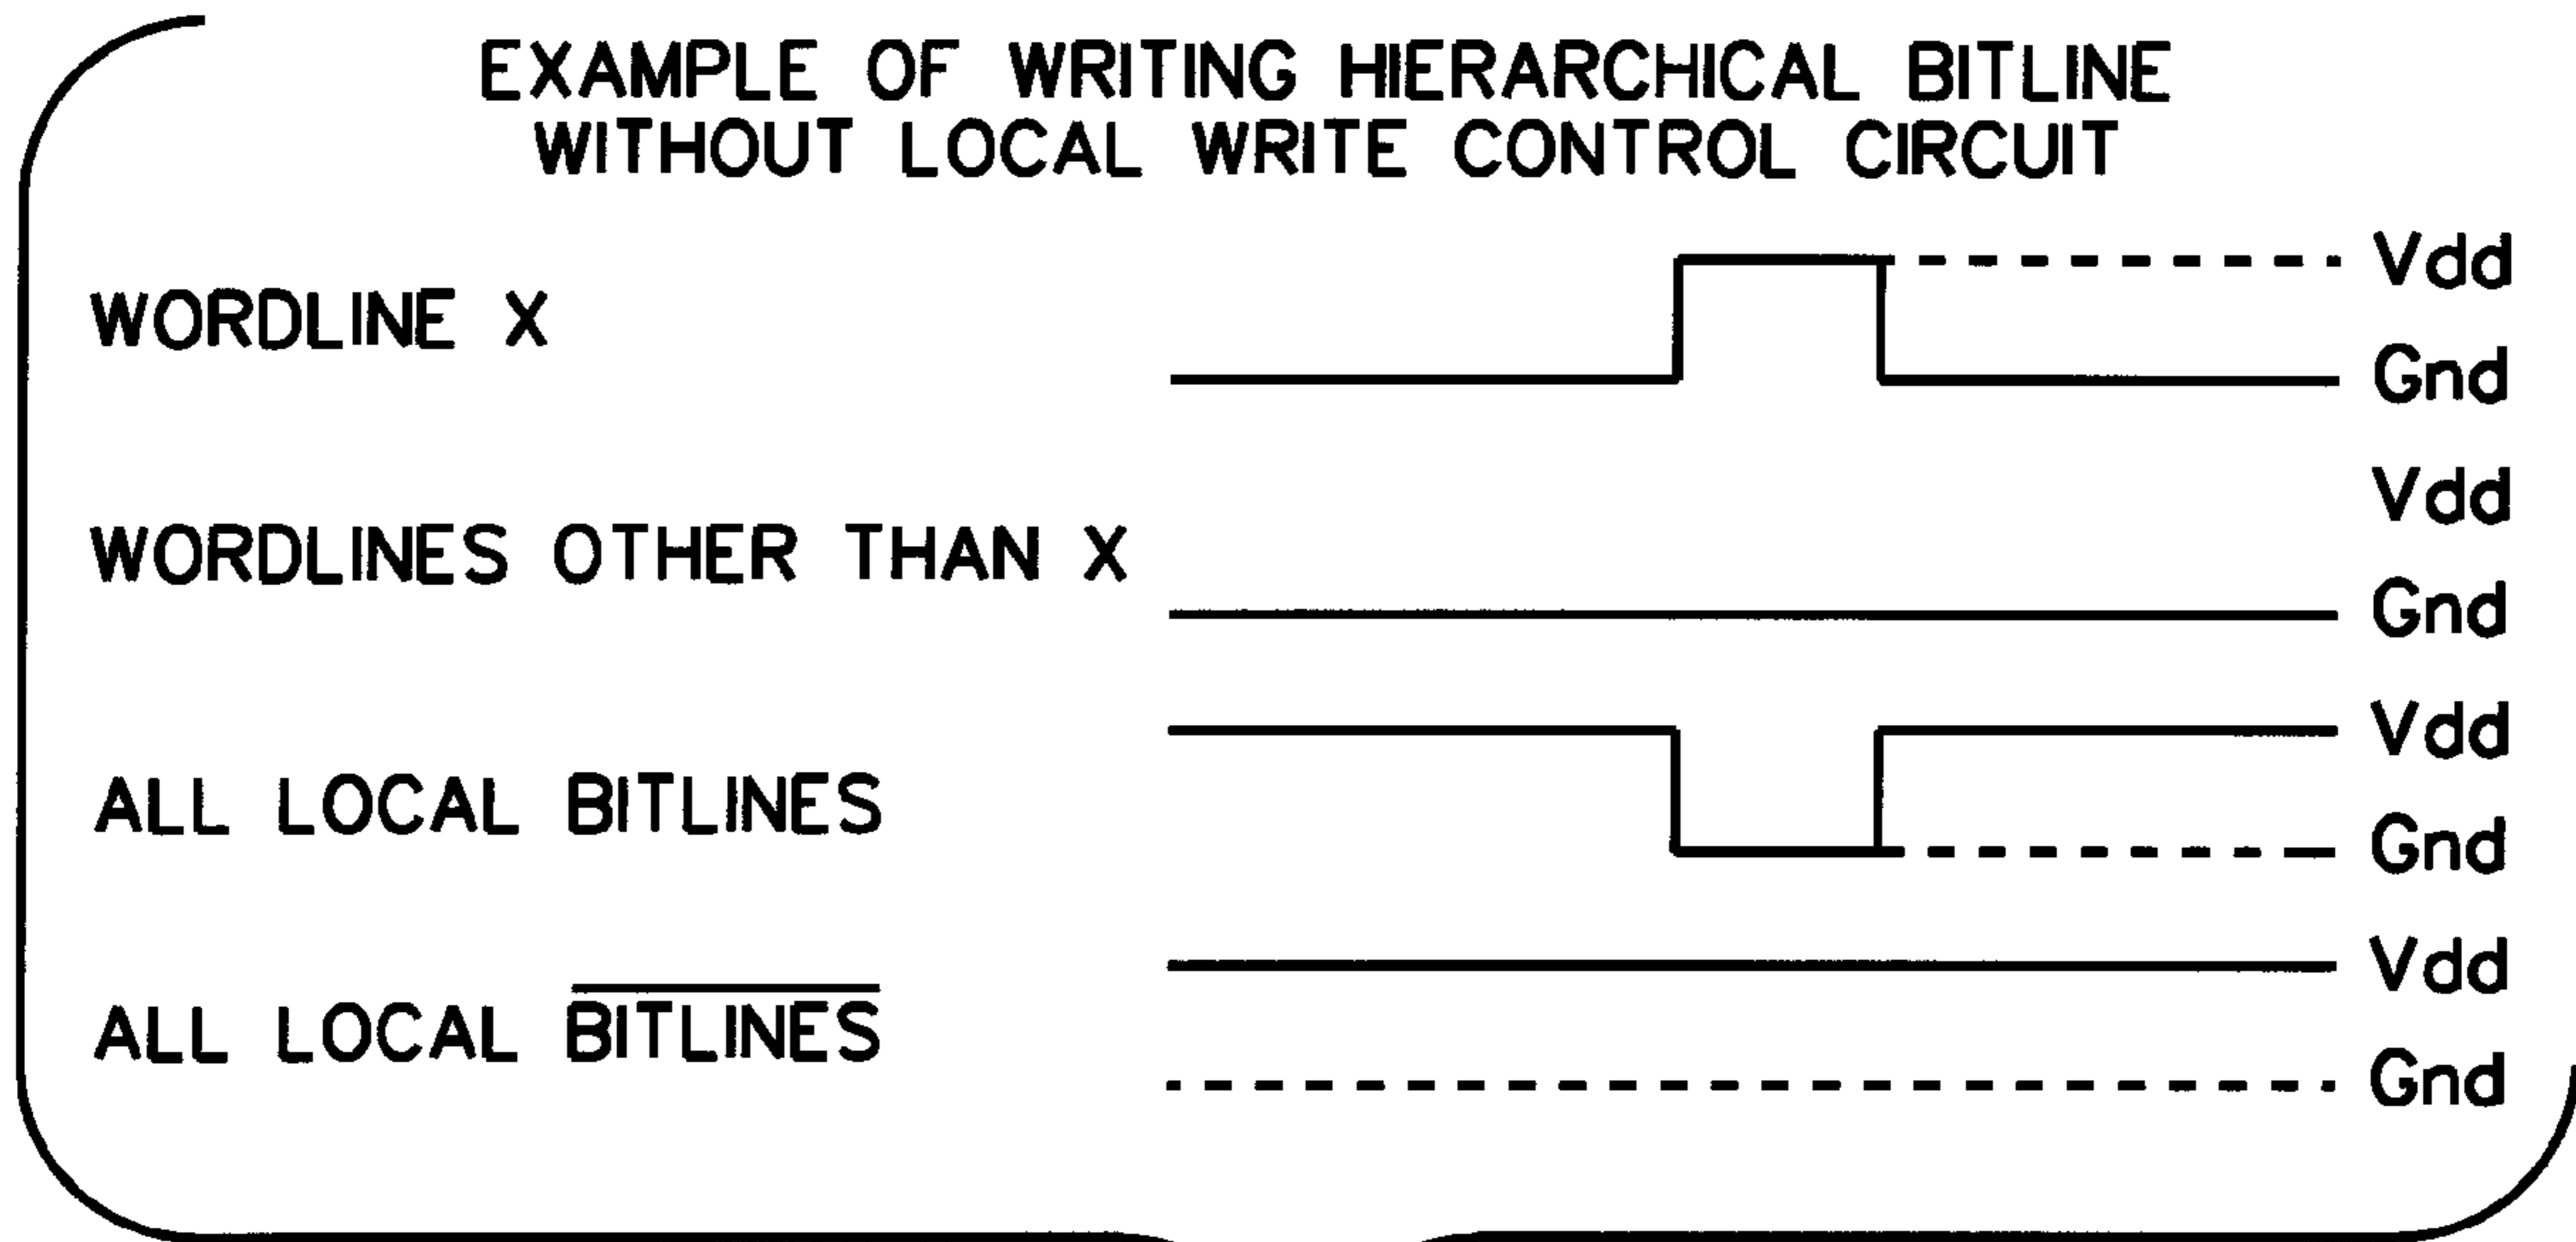 EXAMPLE OF WRITING HIERARCHICAL BITLINE
WITHOUT LOCAL WRITE CONTROL CIRCUIT
Vdd
WORDLINE X
Gnd
Vdd
WORDLINES OTHER THAN X
Gnd
Vdd
ALL LOCAL BITLINES
Gnd
Vdd
ALL LOCAL B̅I̅T̅L̅I̅N̅E̅S̅
Gnd